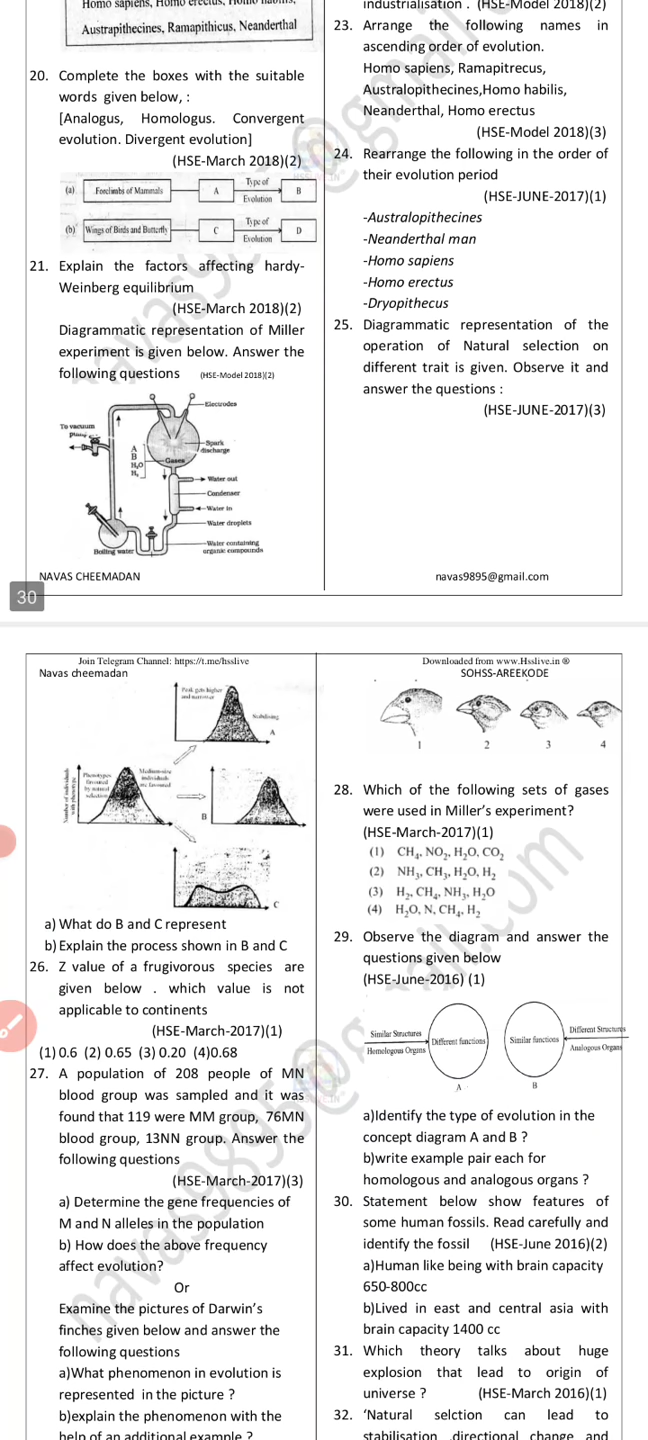 Homo sapiens, Homo erectus, Homo habilis,
Austrapithecines, Ramapithicus, Neanderthal
20. Complete the boxes with the suitable
words given below, :
[Analogus, Homologus. Convergent
evolution. Divergent evolution]
(HSE-March 2018)(2)
(a) Forclimbs of Mammals A Type of Evolution B
(b) Wings of Birds and Butterfly C Type of Evolution D
21. Explain the factors affecting hardy-
Weinberg equilibrium
(HSE-March 2018)(2)
Diagrammatic representation of Miller
experiment is given below. Answer the
following questions (HSE-Model 2018)(2)
Electrodes
To vacuum
pump
Spark
discharge
A
B
H₂O
H₂
Gases
Water out
Condenser
Water in
Water droplets
Boiling water
Water containing
organic compounds
NAVAS CHEEMADAN
30
industrialisation . (HSE-Model 2018)(2)
23. Arrange the following names in
ascending order of evolution.
Homo sapiens, Ramapitrecus,
Australopithecines,Homo habilis,
Neanderthal, Homo erectus
(HSE-Model 2018)(3)
24. Rearrange the following in the order of
their evolution period
(HSE-JUNE-2017)(1)
-Australopithecines
-Neanderthal man
-Homo sapiens
-Homo erectus
-Dryopithecus
25. Diagrammatic representation of the
operation of Natural selection on
different trait is given. Observe it and
answer the questions :
(HSE-JUNE-2017)(3)
navas9895@gmail.com
Join Telegram Channel: https://t.me/hsslive
Downloaded from www.Hsslive.in ®
Navas cheemadan
SOHSS-AREEKODE
Peak gets higher
and narrower
Stabilising
A
Number of individuals
with phenotype
Phenotypes
favoured
by natural
selection
Medium-size
individuals
are favoured
B
C
a) What do B and C represent
b) Explain the process shown in B and C
26. Z value of a frugivorous species are
given below . which value is not
applicable to continents
(HSE-March-2017)(1)
(1) 0.6 (2) 0.65 (3) 0.20 (4)0.68
27. A population of 208 people of MN
blood group was sampled and it was
found that 119 were MM group, 76MN
blood group, 13NN group. Answer the
following questions
(HSE-March-2017)(3)
a) Determine the gene frequencies of
M and N alleles in the population
b) How does the above frequency
affect evolution?
Or
Examine the pictures of Darwin's
finches given below and answer the
following questions
a)What phenomenon in evolution is
represented in the picture ?
b)explain the phenomenon with the
help of an additional example ?
1 2 3 4
28. Which of the following sets of gases
were used in Miller's experiment?
(HSE-March-2017)(1)
(1) CH₄, NO₂, H₂O, CO₂
(2) NH₃, CH₃, H₂O, H₂
(3) H₂, CH₄, NH₃, H₂O
(4) H₂O, N, CH₄, H₂
29. Observe the diagram and answer the
questions given below
(HSE-June-2016) (1)
Similar Structures
Homologous Organs
Different functions
A
Similar functions
B
Different Structures
Analogous Organs
a)Identify the type of evolution in the
concept diagram A and B ?
b)write example pair each for
homologous and analogous organs ?
30. Statement below show features of
some human fossils. Read carefully and
identify the fossil (HSE-June 2016)(2)
a)Human like being with brain capacity
650-800cc
b)Lived in east and central asia with
brain capacity 1400 cc
31. Which theory talks about huge
explosion that lead to origin of
universe ? (HSE-March 2016)(1)
32. ‘Natural selction can lead to
stabilisation ,directional change and
navas9895@gmail.com